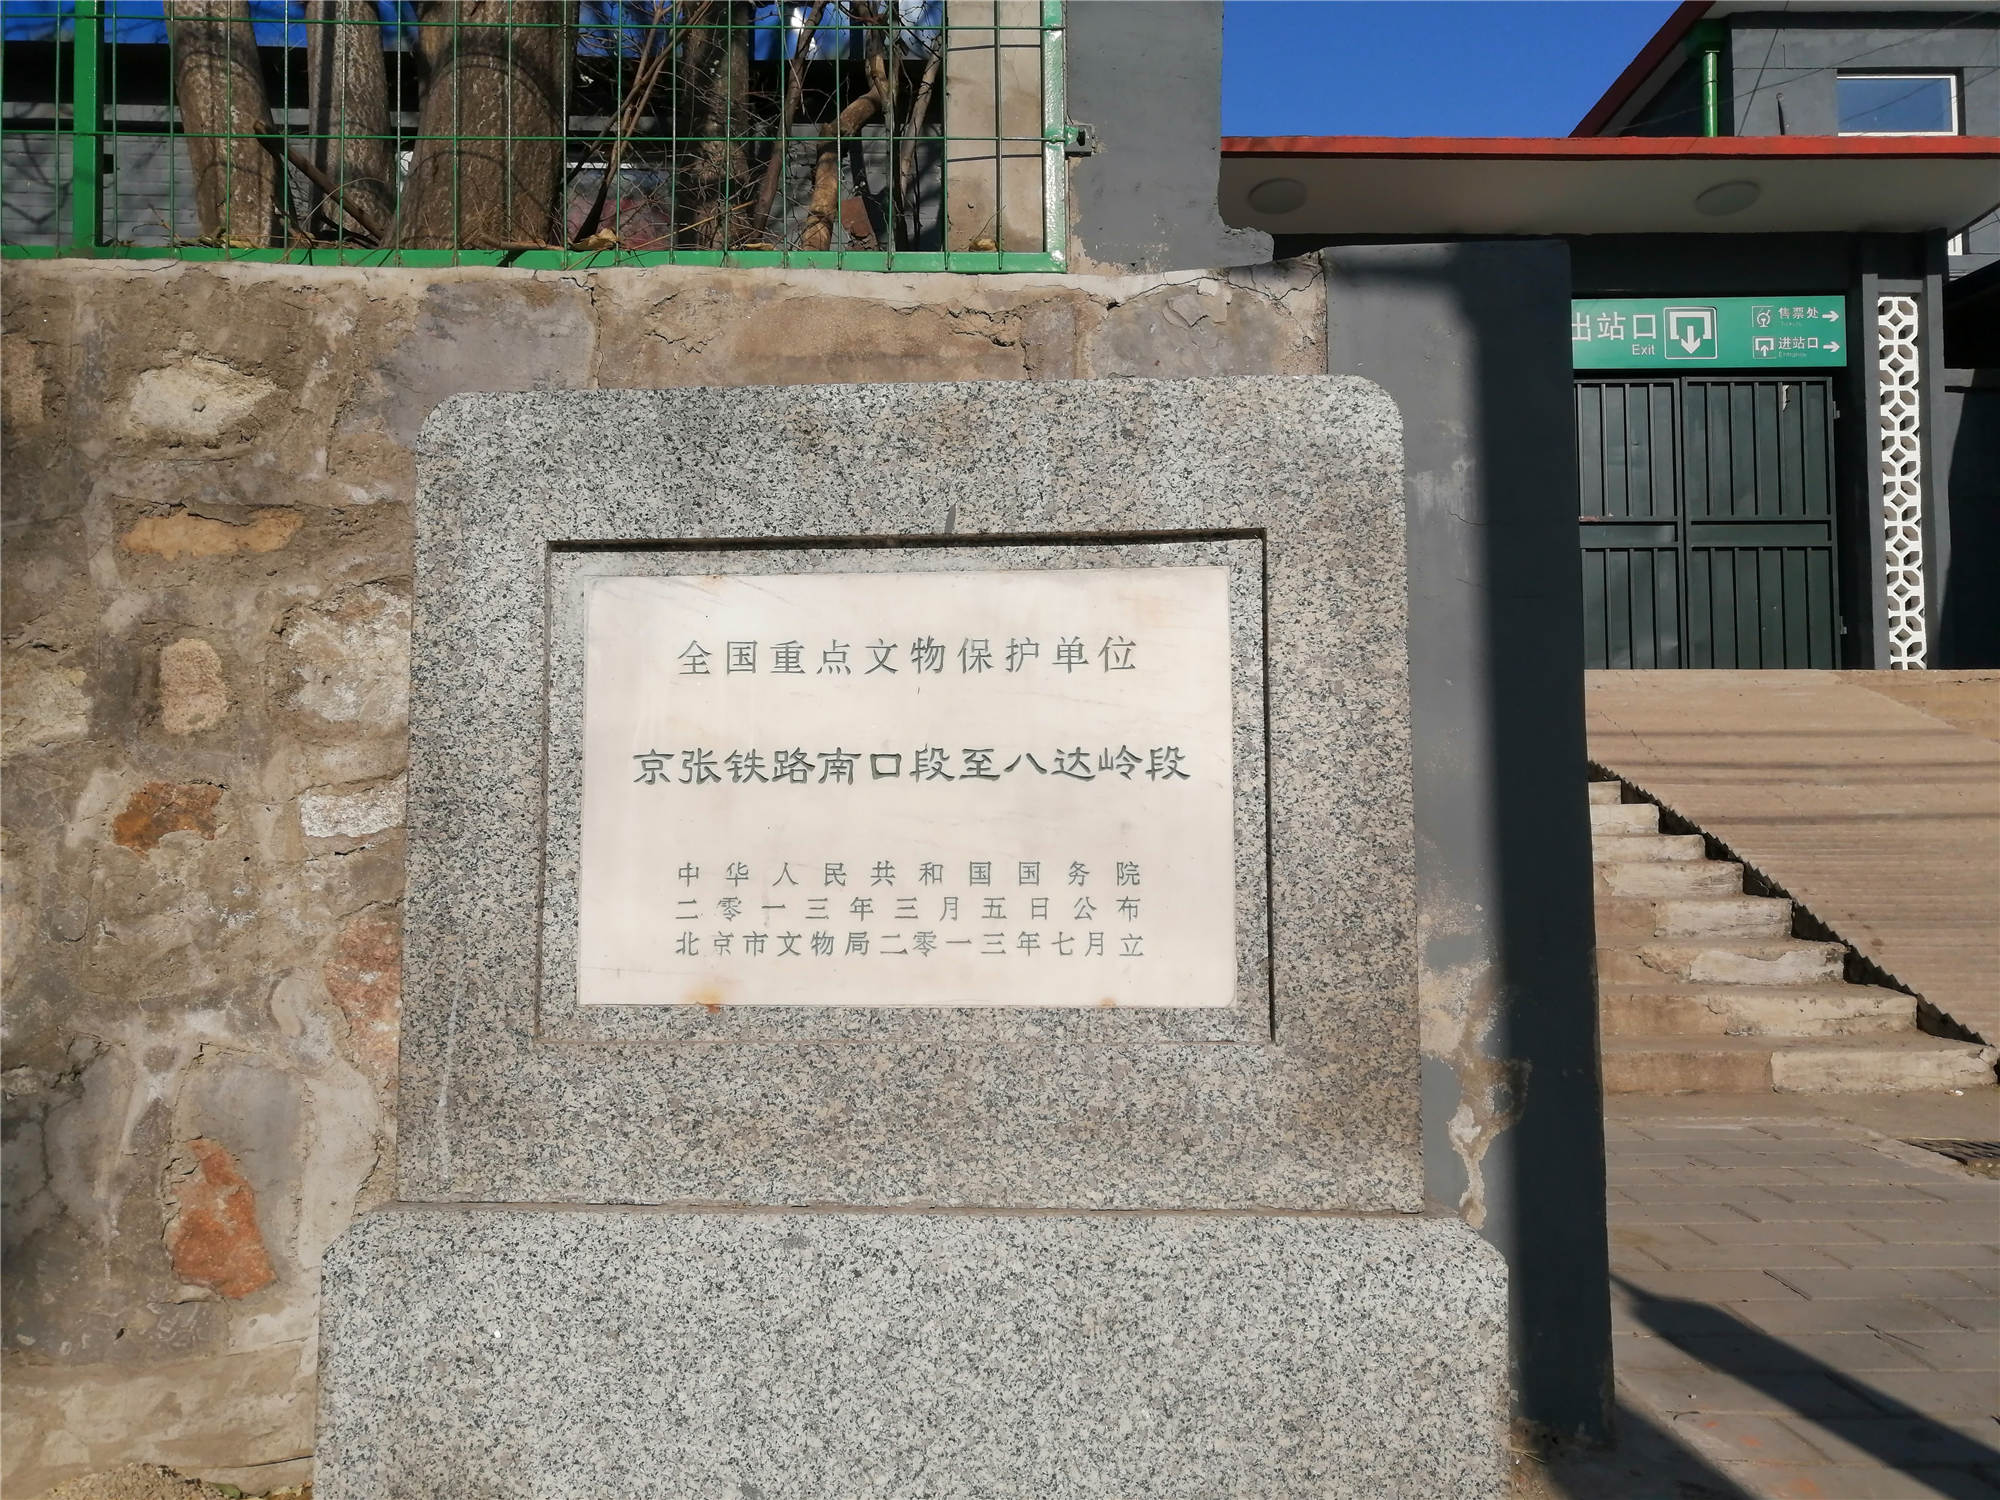 全国重点文物保护单位
京张铁路南口段至八达岭段
中华人民共和国国务院
二零一三年三月五日公布
北京市文物局二零一三年七月立
出站口
Exit
售票处
进站口
Entrance